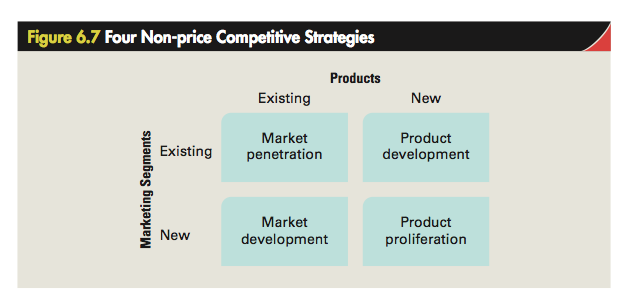 Figure 6.7 Four Non-price Competitive Strategies
Products
Existing New
Marketing Segments
Existing
Market
penetration
Product
development
New
Market
development
Product
proliferation